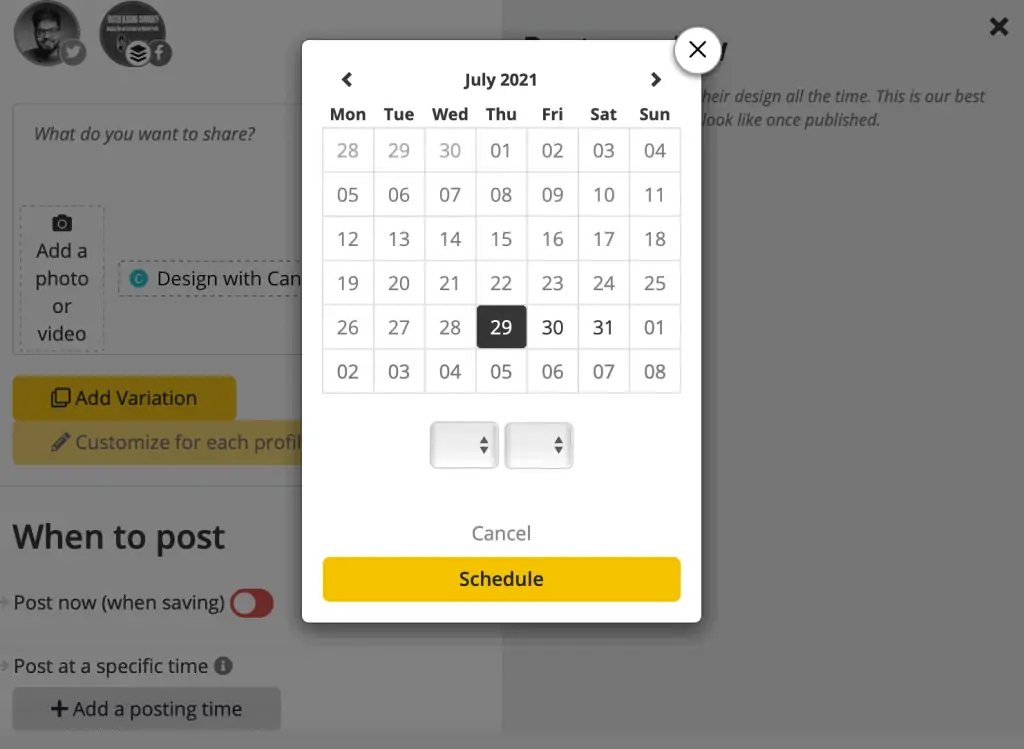 What do you want to share?
Add a
photo
or
video
Design with Can
Add Variation
Customize for each profil
When to post
Post now (when saving)
Post at a specific time
Add a posting time
heir design all the time. This is our best
look like once published.
July 2021
Mon Tue Wed Thu Fri Sat Sun
28 29 30 01 02 03 04
05 06 07 08 09 10 11
12 13 14 15 16 17 18
19 20 21 22 23 24 25
26 27 28 29 30 31 01
02 03 04 05 06 07 08
Cancel
Schedule